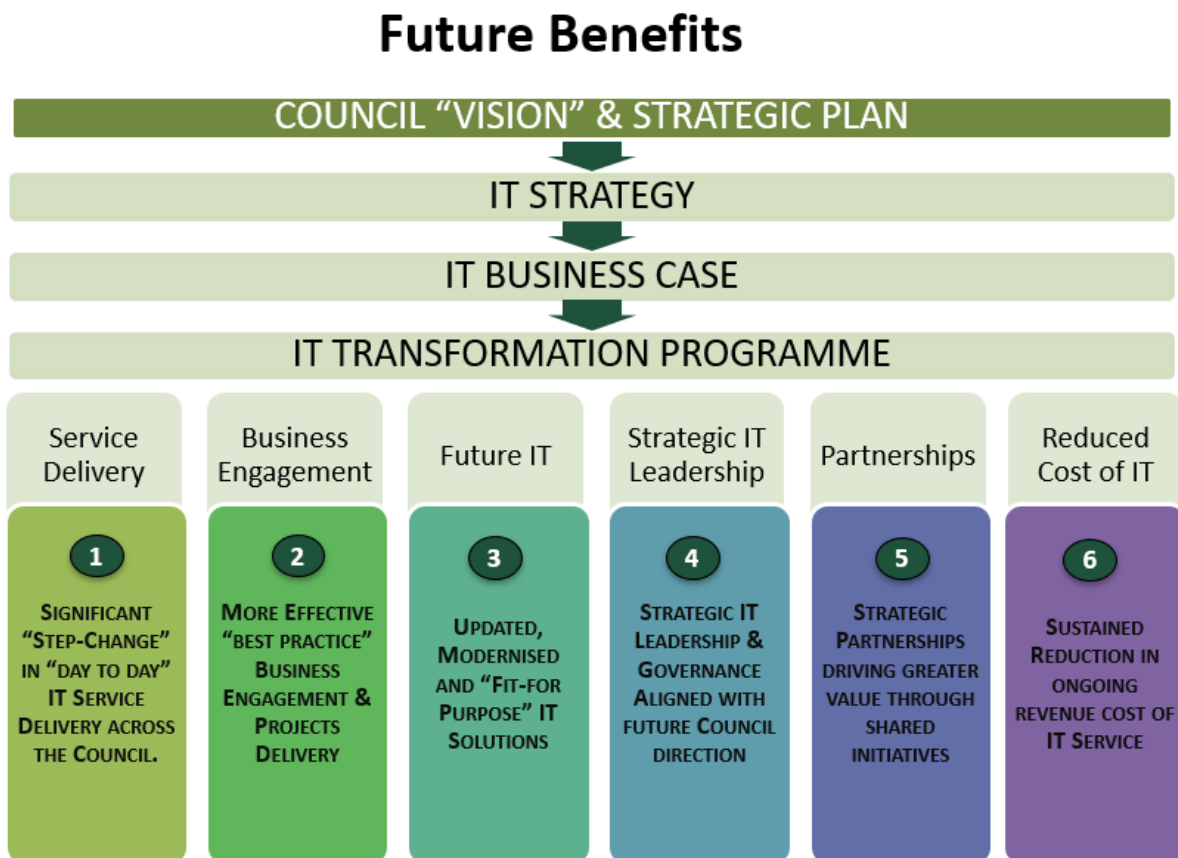 Future Benefits
COUNCIL “VISION” & STRATEGIC PLAN
IT STRATEGY
IT BUSINESS CASE
IT TRANSFORMATION PROGRAMME
Service
Delivery
Business
Engagement
Future IT
Strategic IT
Leadership
Partnerships
Reduced
Cost of IT
1
SIGNIFICANT
“STEP-CHANGE”
IN “DAY TO DAY”
IT SERVICE
DELIVERY ACROSS
THE COUNCIL.
2
MORE EFFECTIVE
“BEST PRACTICE”
BUSINESS
ENGAGEMENT &
PROJECTS
DELIVERY
3
UPDATED,
MODERNISED
AND “FIT-FOR
PURPOSE” IT
SOLUTIONS
4
STRATEGIC IT
LEADERSHIP &
GOVERNANCE
ALIGNED WITH
FUTURE COUNCIL
DIRECTION
5
STRATEGIC
PARTNERSHIPS
DRIVING GREATER
VALUE THROUGH
SHARED
INITIATIVES
6
SUSTAINED
REDUCTION IN
ONGOING
REVENUE COST OF
IT SERVICE